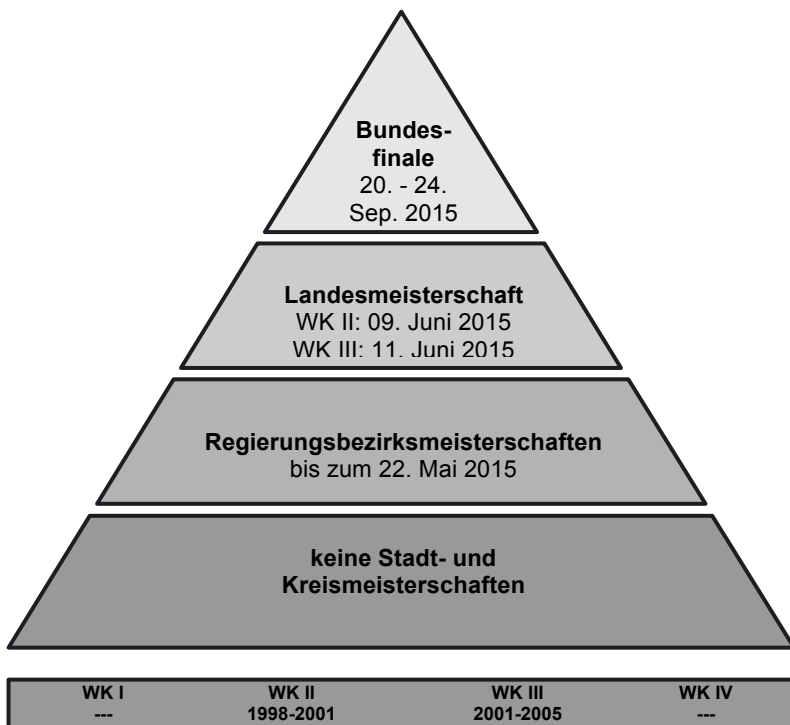 Bundes-
finale
20. - 24.
Sep. 2015
Landesmeisterschaft
WK II: 09. Juni 2015
WK III: 11. Juni 2015
Regierungsbezirksmeisterschaften
bis zum 22. Mai 2015
keine Stadt- und
Kreismeisterschaften
WK I WK II WK III WK IV
--- 1998-2001 2001-2005 ---